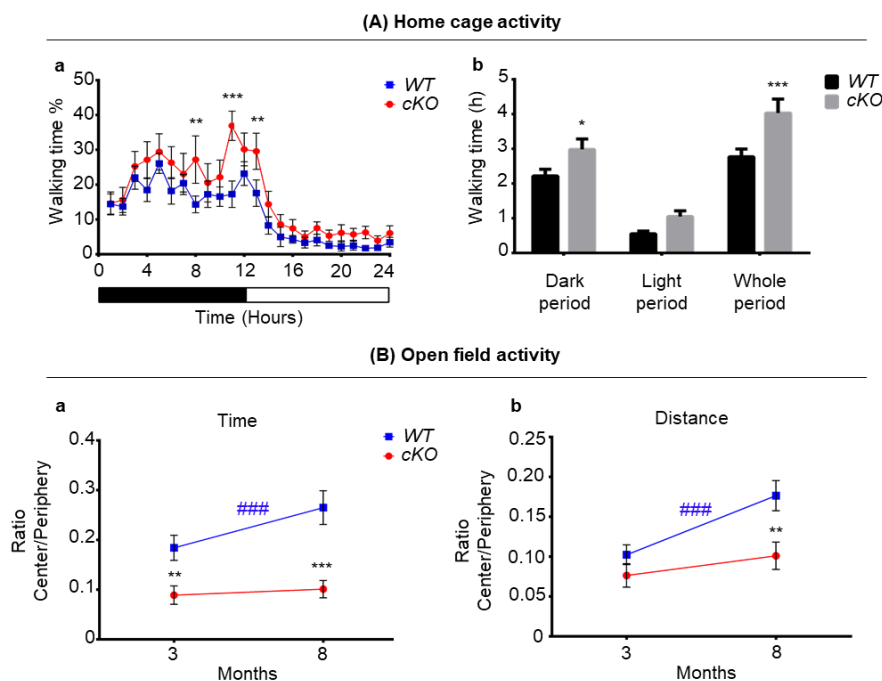 (A) Home cage activity
a
WT
cKO
50
40
30
20
10
0
Walking time %
** *** **
0 4 8 12 16 20 24
Time (Hours)
b
WT
cKO
5
4
3
2
1
0
Walking time (h)
* ***
Dark period
Light period
Whole period
(B) Open field activity
a
Time
WT
cKO
0.4
0.3
0.2
0.1
0
Ratio
Center/Periphery
###
** ***
3 8
Months
b
Distance
0.25
0.20
0.15
0.10
0.05
0.00
Ratio
Center/Periphery
###
**
3 8
Months